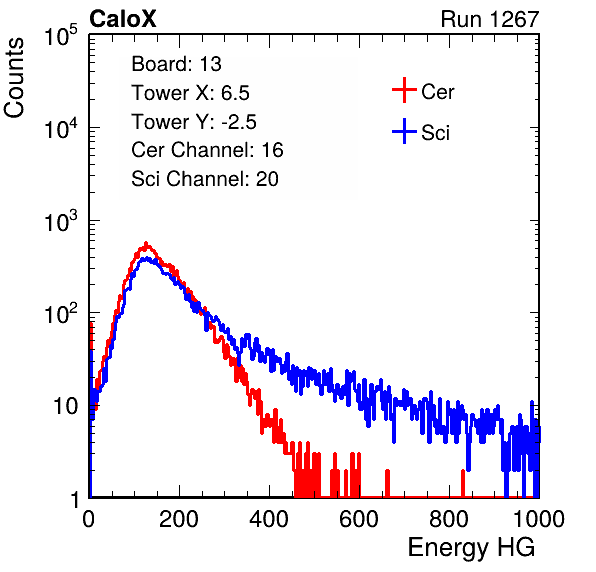 CaloX Run 1267
Counts
10^5
10^4
10^3
10^2
10
1
Board: 13
Tower X: 6.5
Tower Y: -2.5
Cer Channel: 16
Sci Channel: 20
Cer
Sci
0 200 400 600 800 1000
Energy HG